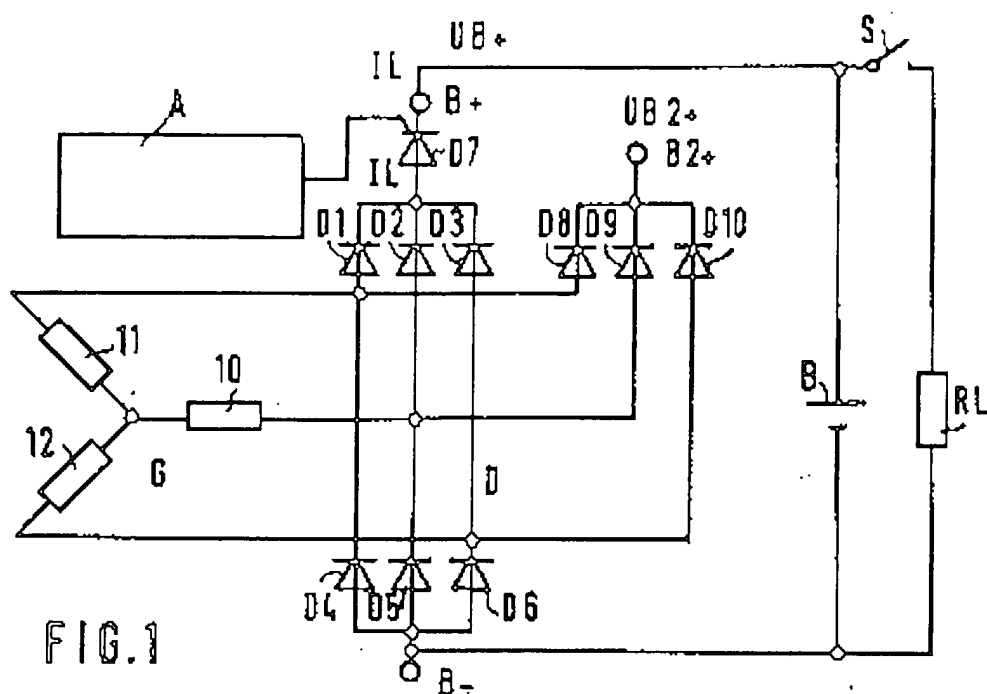 UB+
S
IL
B+
A
UB2+
B2+
D7
IL
D1 D2 D3 D8 D9 D10
11
10
B
RL
12
G
D
D4 D5 D6
FIG.1
B-